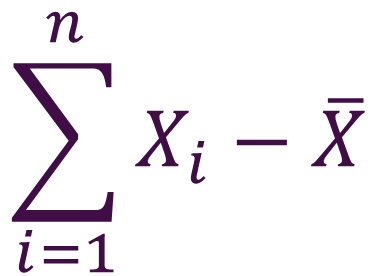 n
∑ Xᵢ − X̄
i=1